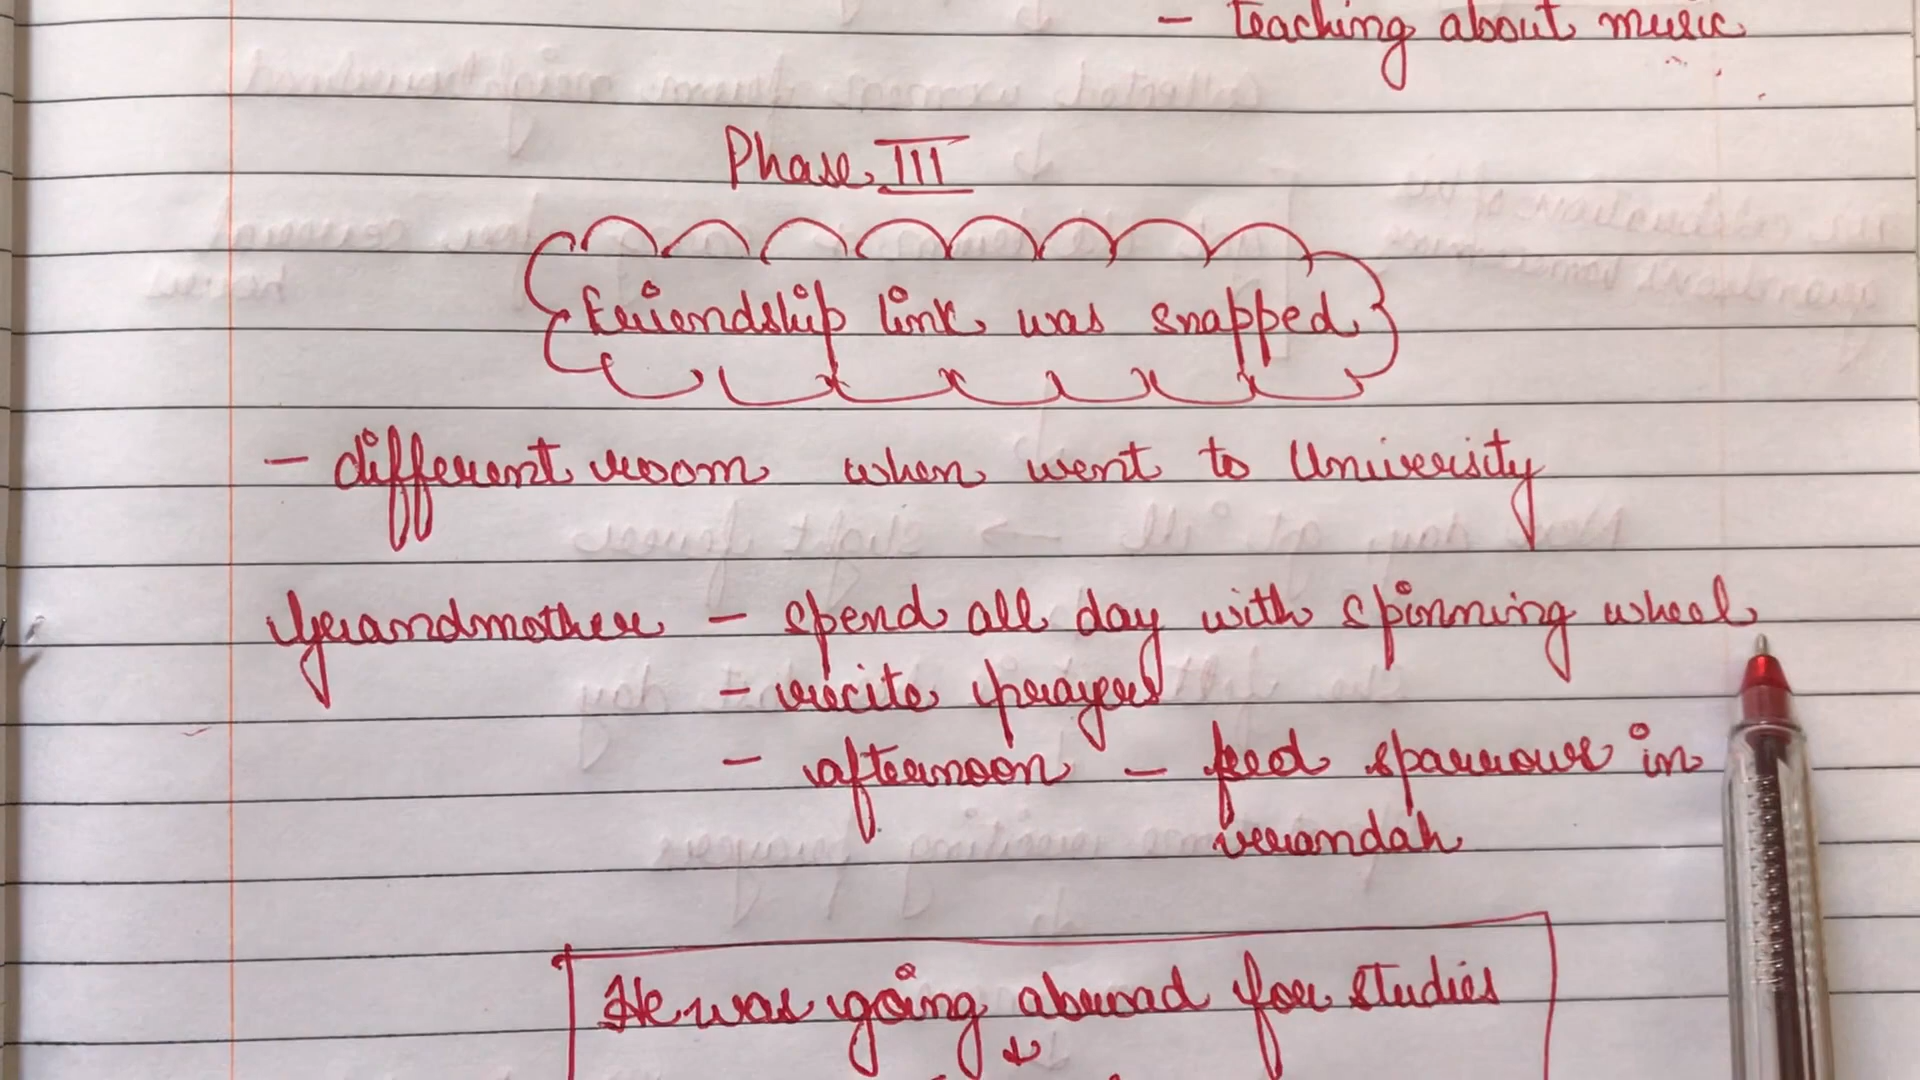 - teaching about music
Phase III
Friendship link was snapped
- different room when went to University
Grandmother - spend all day with spinning wheel
- recite prayers
- afternoon - feed sparrows in
verandah
He was going abroad for studies
↓